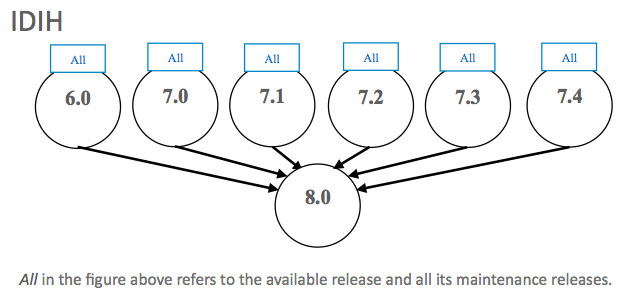 IDIH
All All All All All All
6.0 7.0 7.1 7.2 7.3 7.4
8.0
All in the figure above refers to the available release and all its maintenance releases.